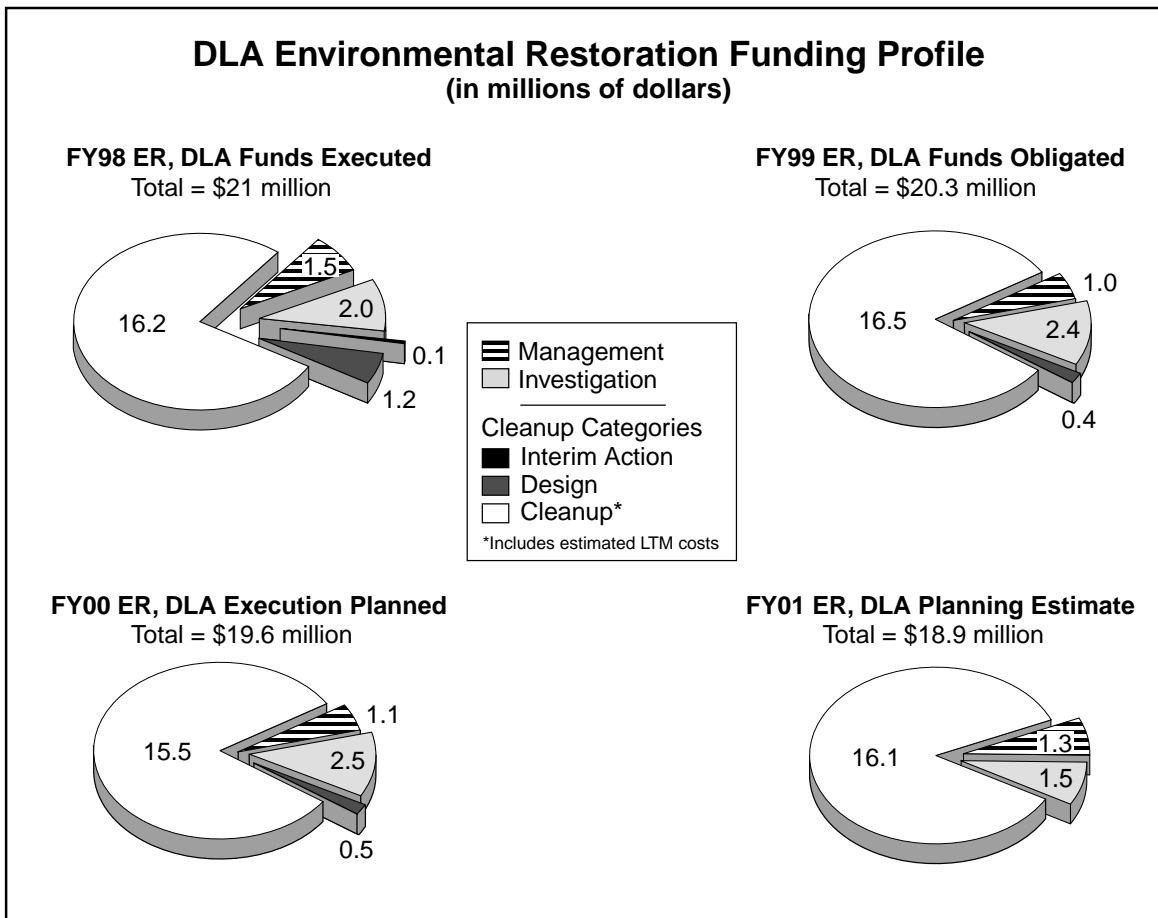 DLA Environmental Restoration Funding Profile
(in millions of dollars)
FY98 ER, DLA Funds Executed
Total = $21 million
16.2
1.5
2.0
0.1
1.2
FY99 ER, DLA Funds Obligated
Total = $20.3 million
16.5
1.0
2.4
0.4
Management
Investigation
Cleanup Categories
Interim Action
Design
Cleanup*
*Includes estimated LTM costs
FY00 ER, DLA Execution Planned
Total = $19.6 million
15.5
1.1
2.5
0.5
FY01 ER, DLA Planning Estimate
Total = $18.9 million
16.1
1.3
1.5